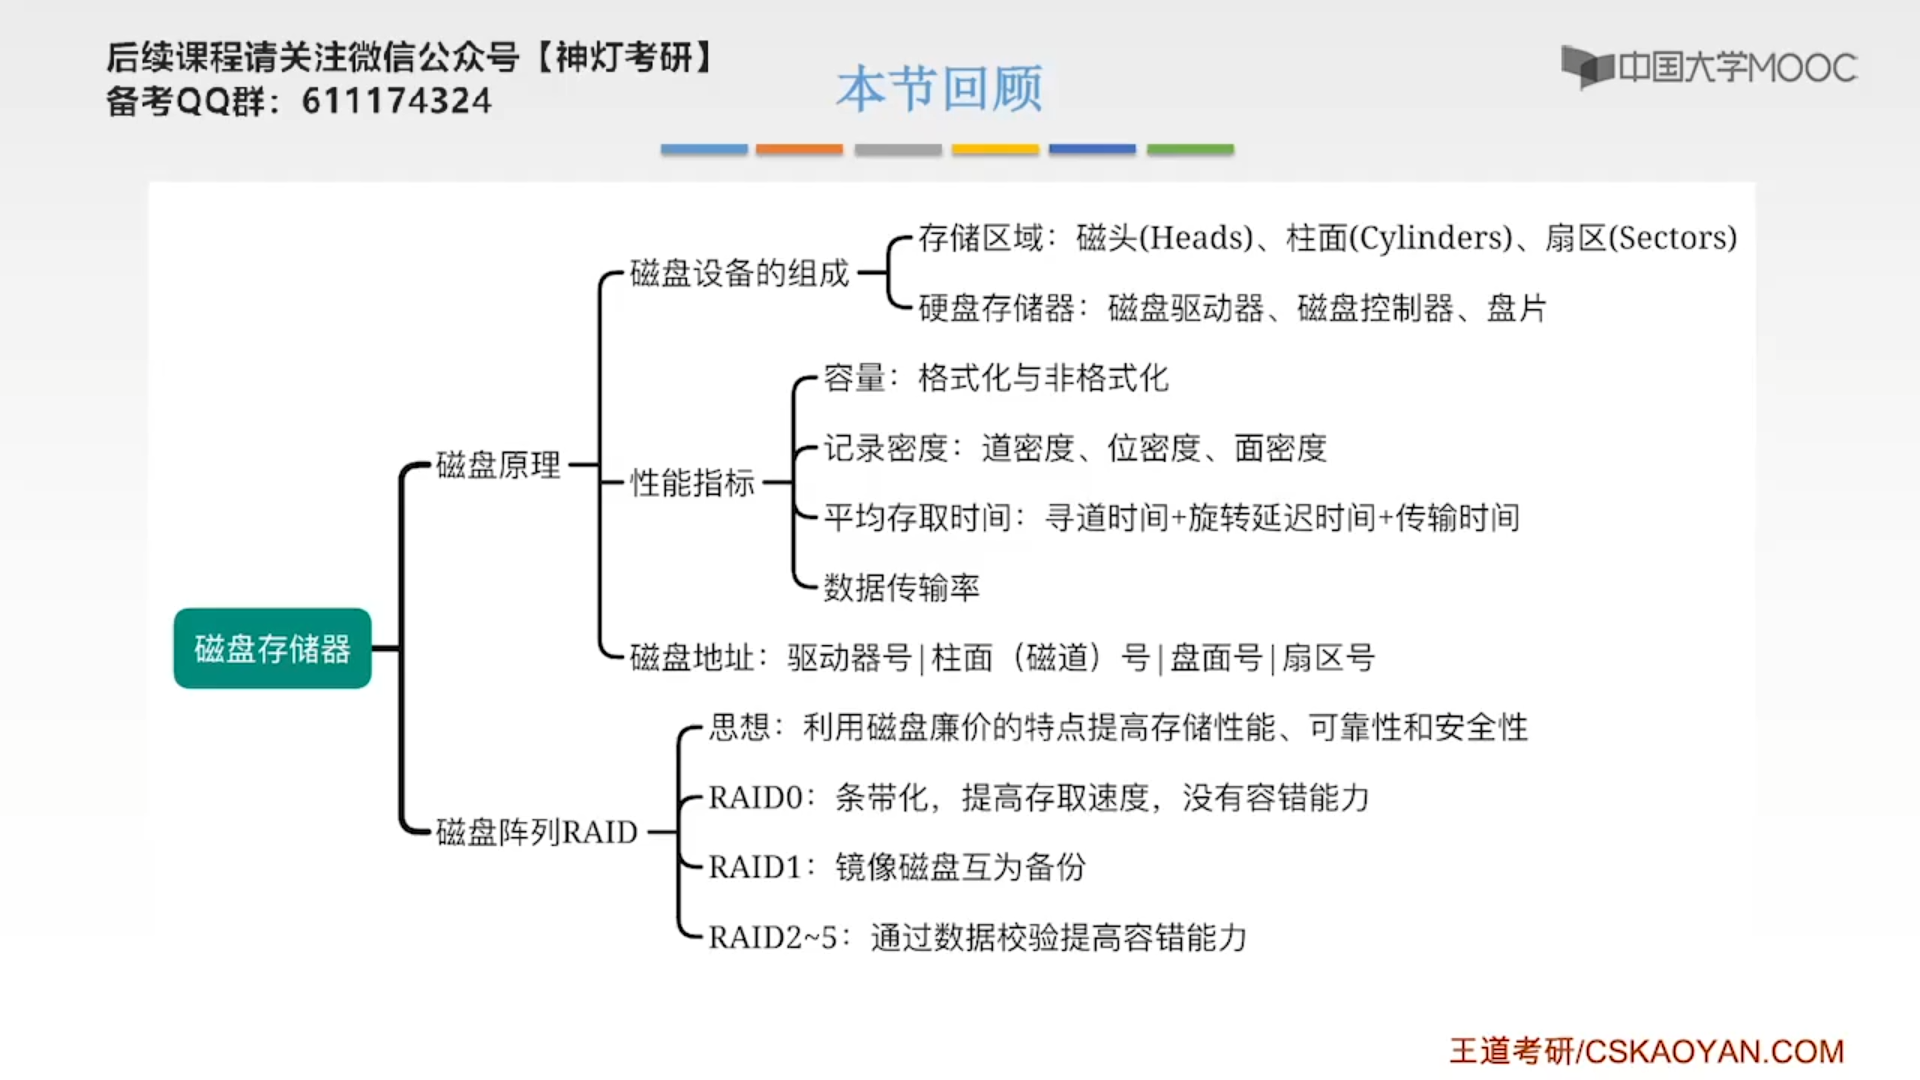 后续课程请关注微信公众号【神灯考研】
备考QQ群：611174324
本节回顾
中国大学MOOC
磁盘存储器
磁盘原理
磁盘设备的组成
存储区域：磁头(Heads)、柱面(Cylinders)、扇区(Sectors)
硬盘存储器：磁盘驱动器、磁盘控制器、盘片
性能指标
容量：格式化与非格式化
记录密度：道密度、位密度、面密度
平均存取时间：寻道时间+旋转延迟时间+传输时间
数据传输率
磁盘地址：驱动器号|柱面（磁道）号|盘面号|扇区号
磁盘阵列RAID
思想：利用磁盘廉价的特点提高存储性能、可靠性和安全性
RAID0：条带化，提高存取速度，没有容错能力
RAID1：镜像磁盘互为备份
RAID2~5：通过数据校验提高容错能力
王道考研/CSKAOYAN.COM